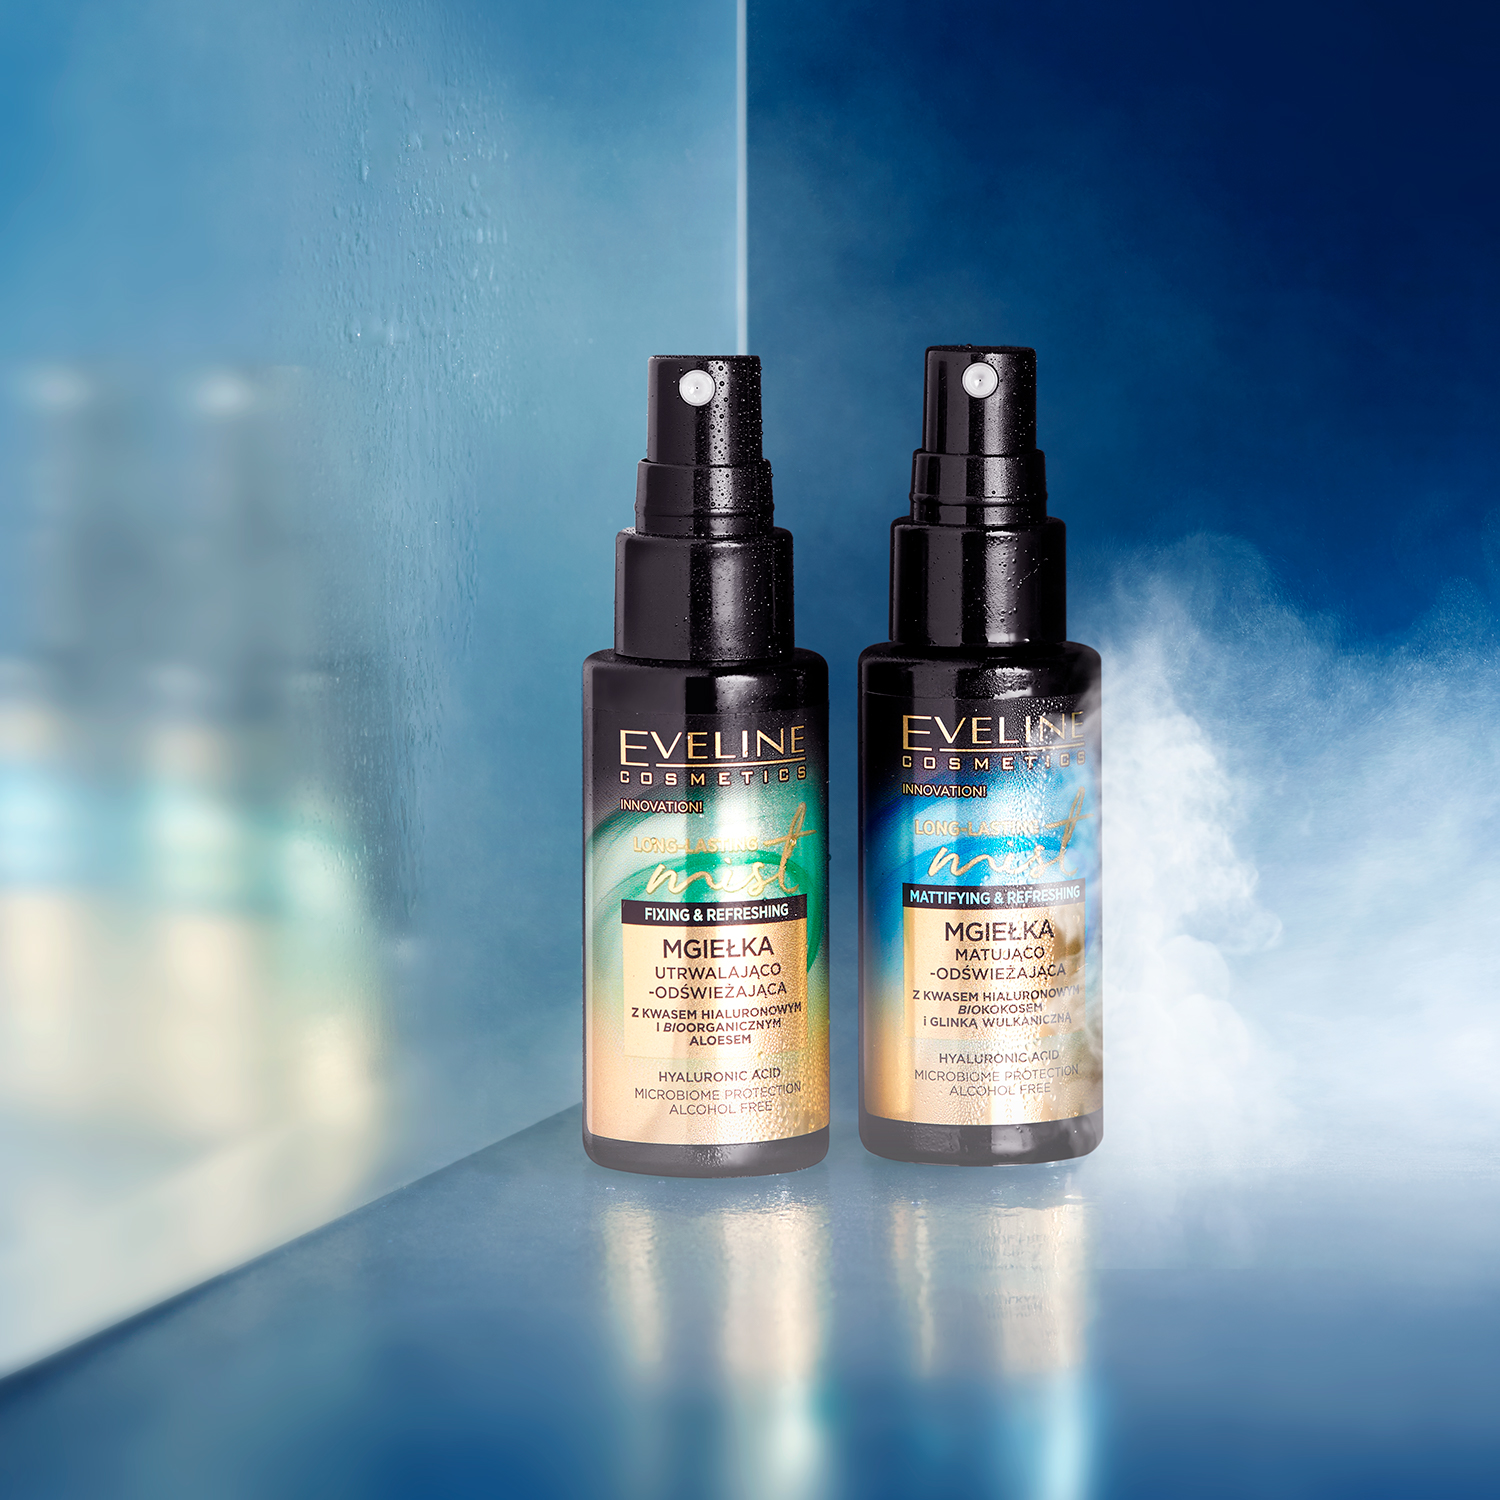 EVELINE
COSMETICS
INNOVATION!
LONG-LASTING
mist
FIXING & REFRESHING
MGIEŁKA
UTRWALAJĄCO
-ODŚWIEŻAJĄCA
Z KWASEM HIALURONOWYM
I BIOORGANICZNYM
ALOESEM
HYALURONIC ACID
MICROBIOME PROTECTION
ALCOHOL FREE
EVELINE
COSMETICS
INNOVATION!
LONG-LASTING
mist
MATTIFYING & REFRESHING
MGIEŁKA
MATUJĄCO
-ODŚWIEŻAJĄCA
Z KWASEM HIALURONOWYM
BIOKOKOSEM
i GLINKĄ WULKANICZNĄ
HYALURONIC ACID
MICROBIOME PROTECTION
ALCOHOL FREE